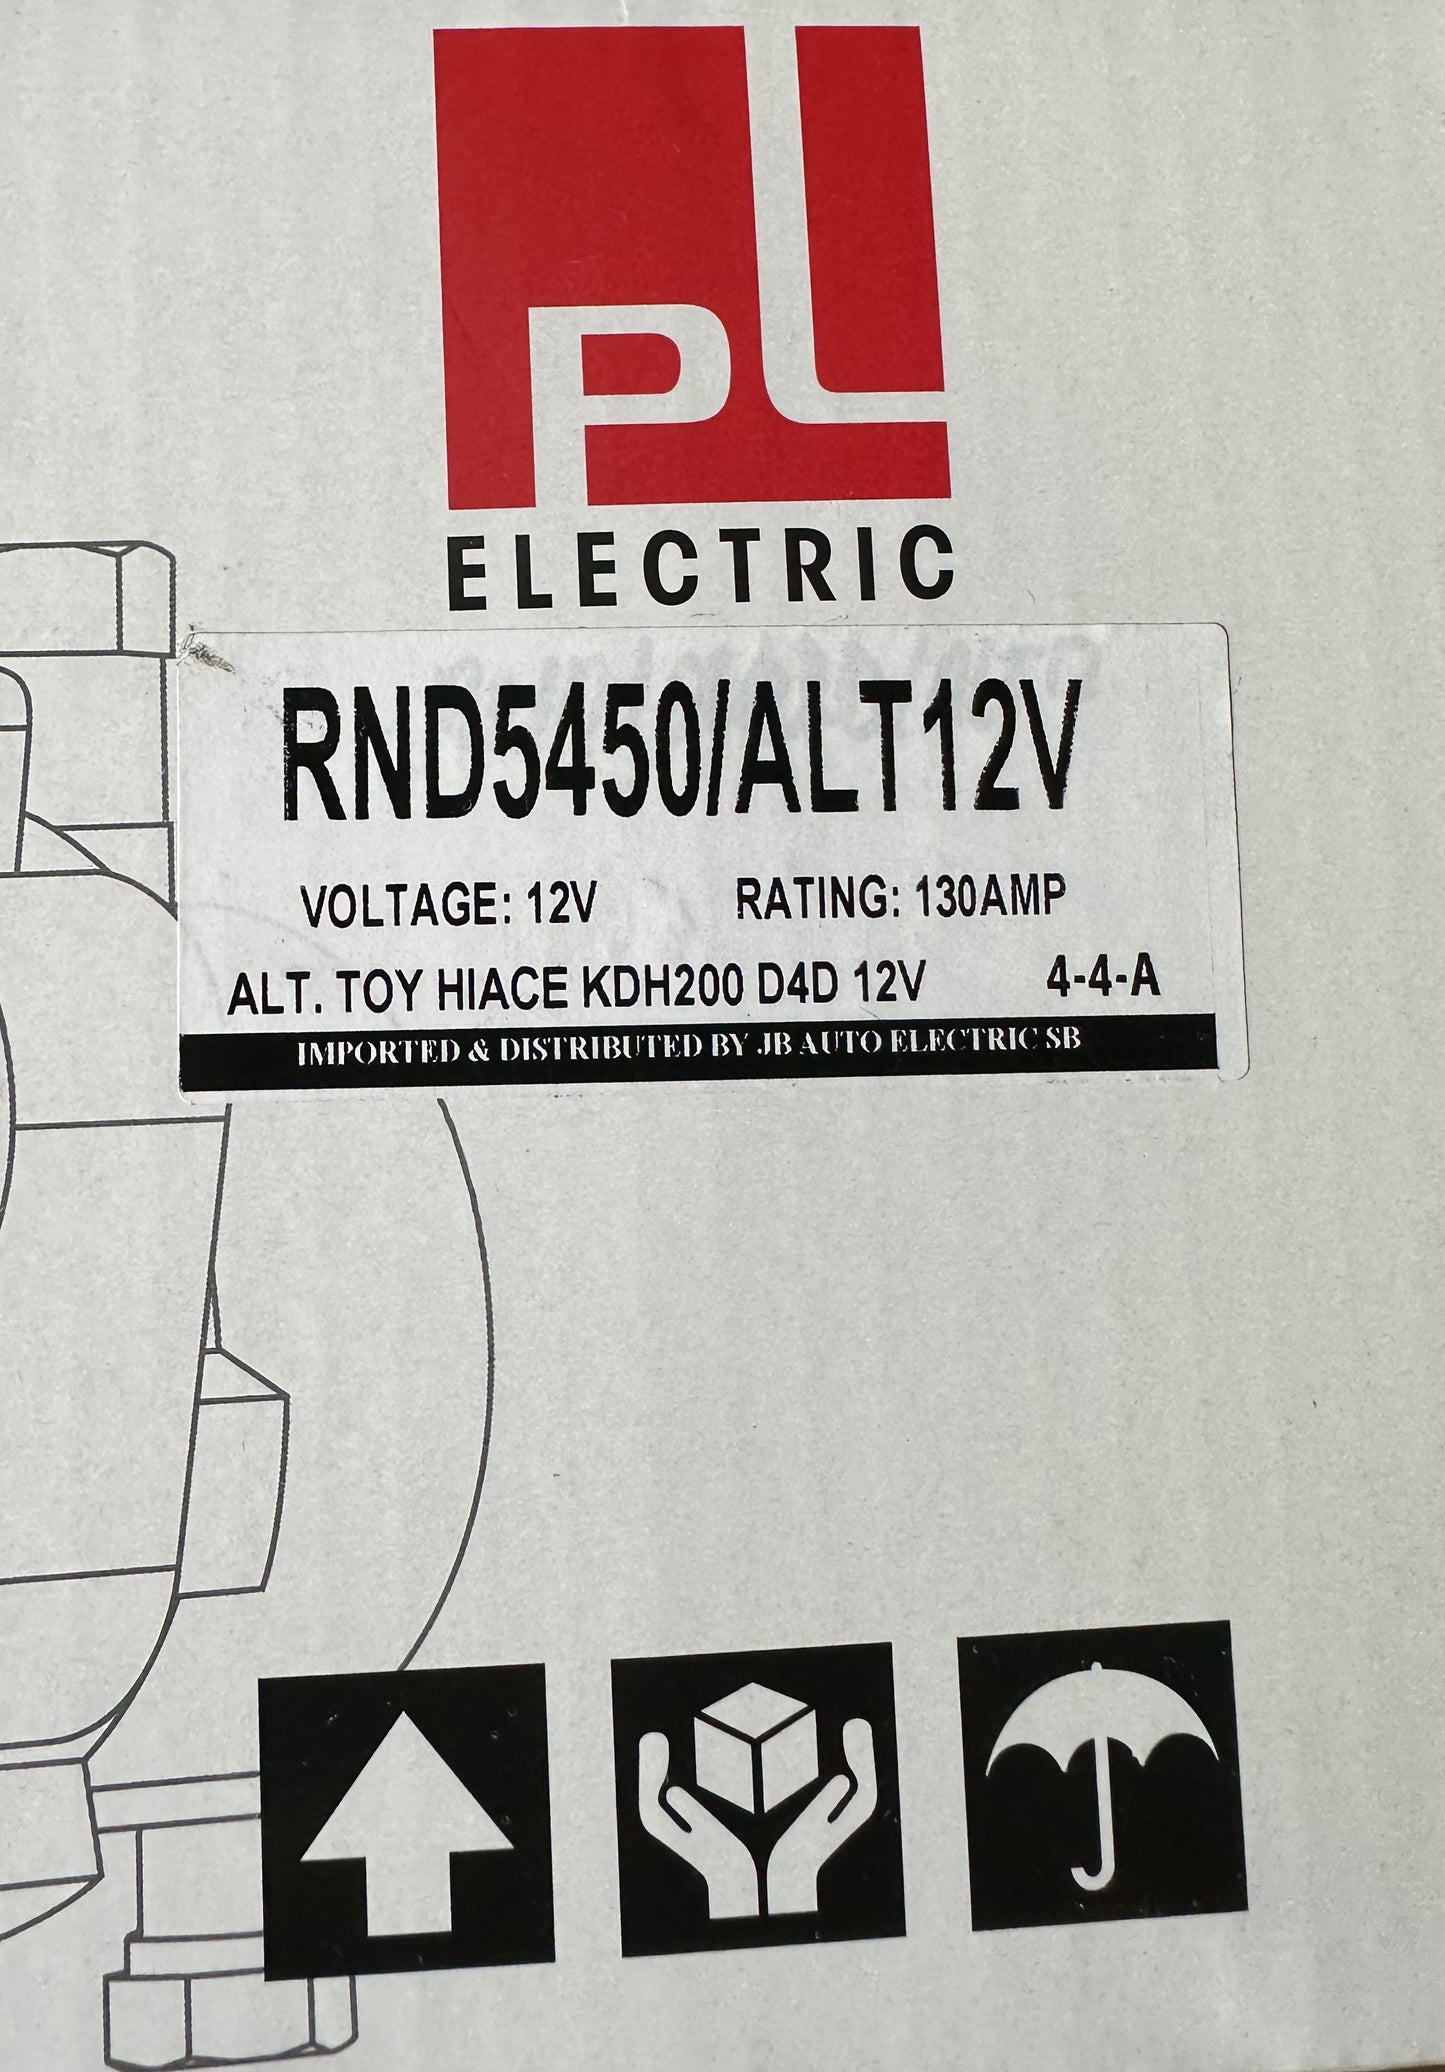 PL
ELECTRIC
RND5450/ALT12V
VOLTAGE: 12V RATING: 130AMP
ALT. TOY HIACE KDH200 D4D 12V 4-4-A
IMPORTED & DISTRIBUTED BY JB AUTO ELECTRIC SB